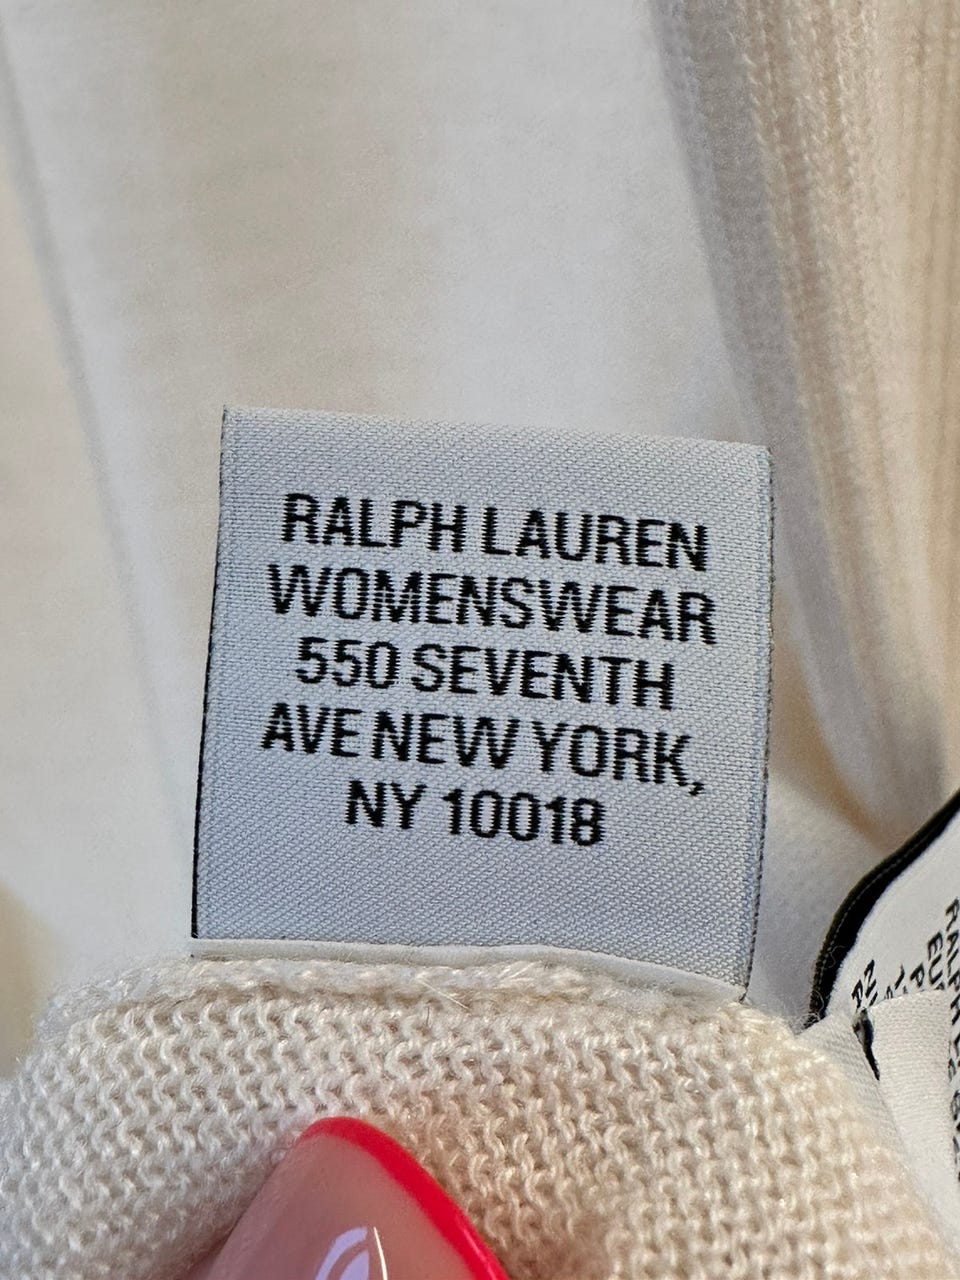 RALPH LAUREN
WOMENSWEAR
550 SEVENTH
AVE NEW YORK,
NY 10018